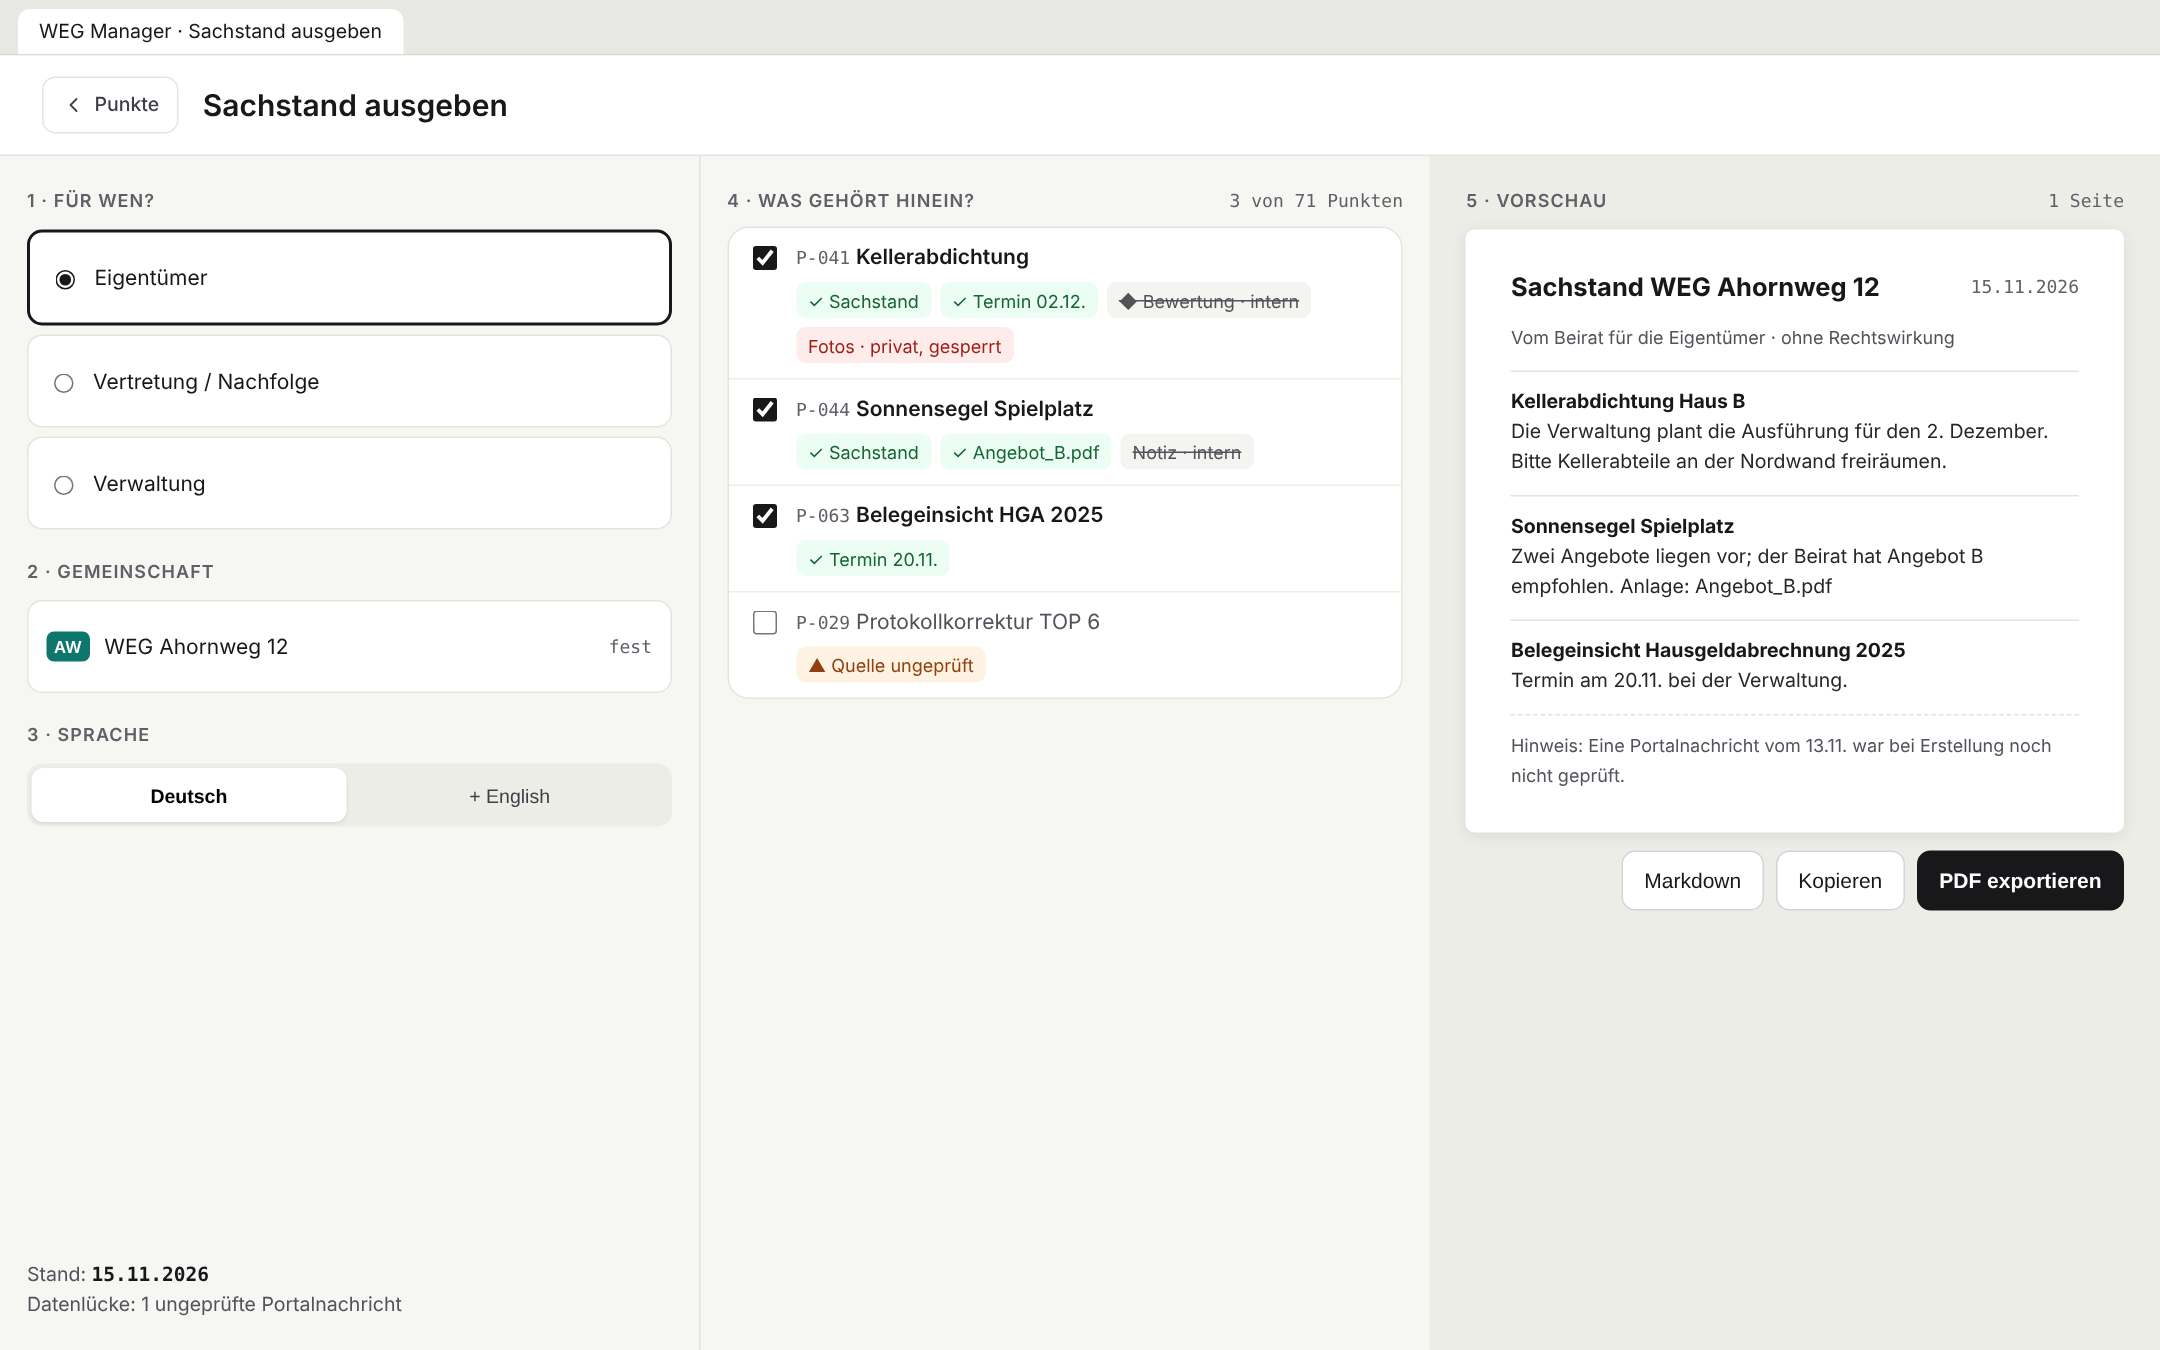 WEG Manager · Sachstand ausgeben
Punkte
Sachstand ausgeben
1 · FÜR WEN?
Eigentümer
Vertretung / Nachfolge
Verwaltung
2 · GEMEINSCHAFT
AW WEG Ahornweg 12 fest
3 · SPRACHE
Deutsch + English
Stand: 15.11.2026
Datenlücke: 1 ungeprüfte Portalnachricht
4 · WAS GEHÖRT HINEIN? 3 von 71 Punkten
P-041 Kellerabdichtung
✓ Sachstand ✓ Termin 02.12. ◆ Bewertung · intern
Fotos · privat, gesperrt
P-044 Sonnensegel Spielplatz
✓ Sachstand ✓ Angebot_B.pdf Notiz · intern
P-063 Belegeinsicht HGA 2025
✓ Termin 20.11.
P-029 Protokollkorrektur TOP 6
▲ Quelle ungeprüft
5 · VORSCHAU 1 Seite
Sachstand WEG Ahornweg 12 15.11.2026
Vom Beirat für die Eigentümer · ohne Rechtswirkung
Kellerabdichtung Haus B
Die Verwaltung plant die Ausführung für den 2. Dezember.
Bitte Kellerabteile an der Nordwand freiräumen.
Sonnensegel Spielplatz
Zwei Angebote liegen vor; der Beirat hat Angebot B
empfohlen. Anlage: Angebot_B.pdf
Belegeinsicht Hausgeldabrechnung 2025
Termin am 20.11. bei der Verwaltung.
Hinweis: Eine Portalnachricht vom 13.11. war bei Erstellung noch
nicht geprüft.
Markdown Kopieren PDF exportieren